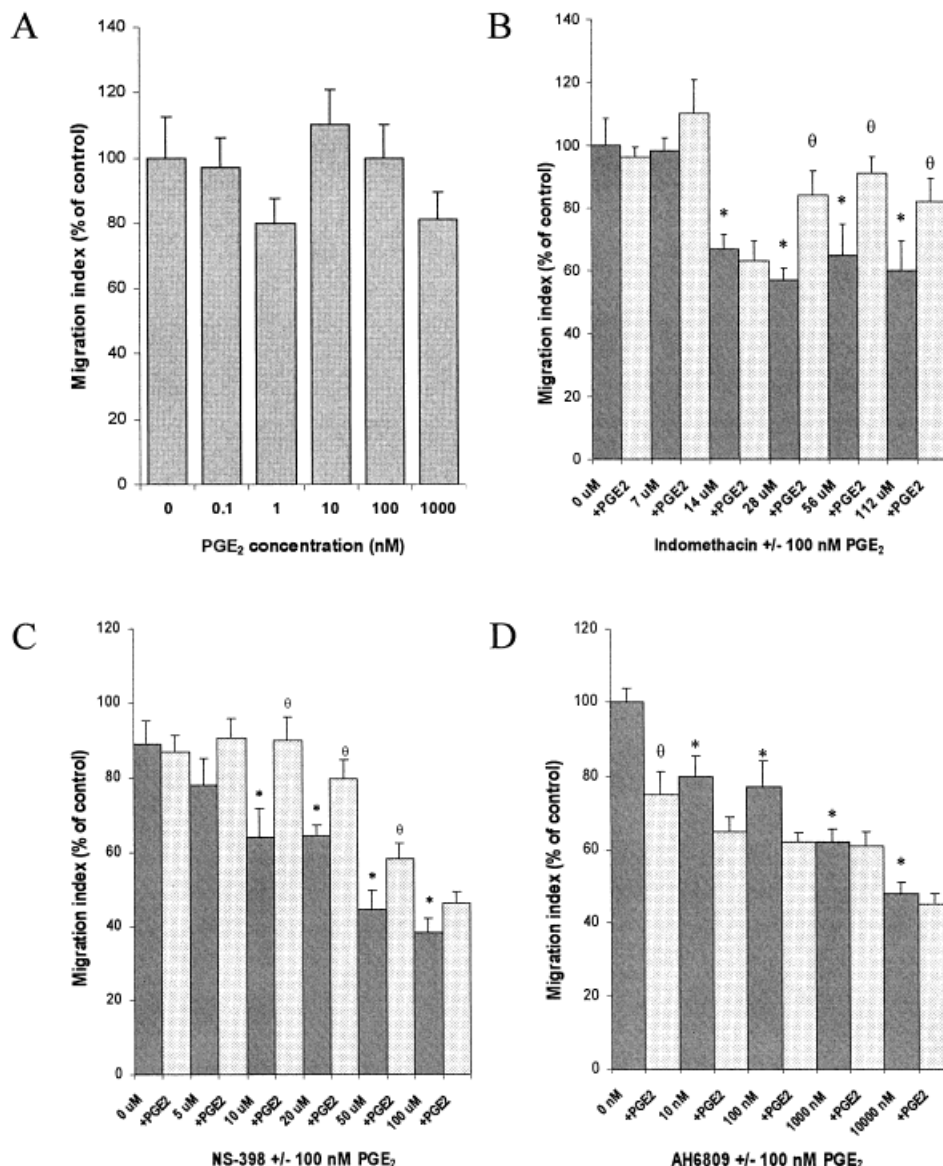 A
140
120
100
80
60
40
20
0
Migration index (% of control)
0 0.1 1 10 100 1000
PGE₂ concentration (nM)
B
140
120
100
80
60
40
20
0
Migration index (% of control)
* * * *
θ θ θ
0 uM +PGE2 7 uM +PGE2 14 uM +PGE2 28 uM +PGE2 56 uM +PGE2 112 uM +PGE2
Indomethacin +/- 100 nM PGE₂
C
120
100
80
60
40
20
0
Migration index (% of control)
* θ * θ * θ *
0 uM +PGE2 5 uM +PGE2 10 uM +PGE2 20 uM +PGE2 50 uM +PGE2 100 uM +PGE2
NS-398 +/- 100 nM PGE₂
D
120
100
80
60
40
20
0
Migration index (% of control)
θ * * * *
0 nM +PGE2 10 nM +PGE2 100 nM +PGE2 1000 nM +PGE2 10000 nM +PGE2
AH6809 +/- 100 nM PGE₂